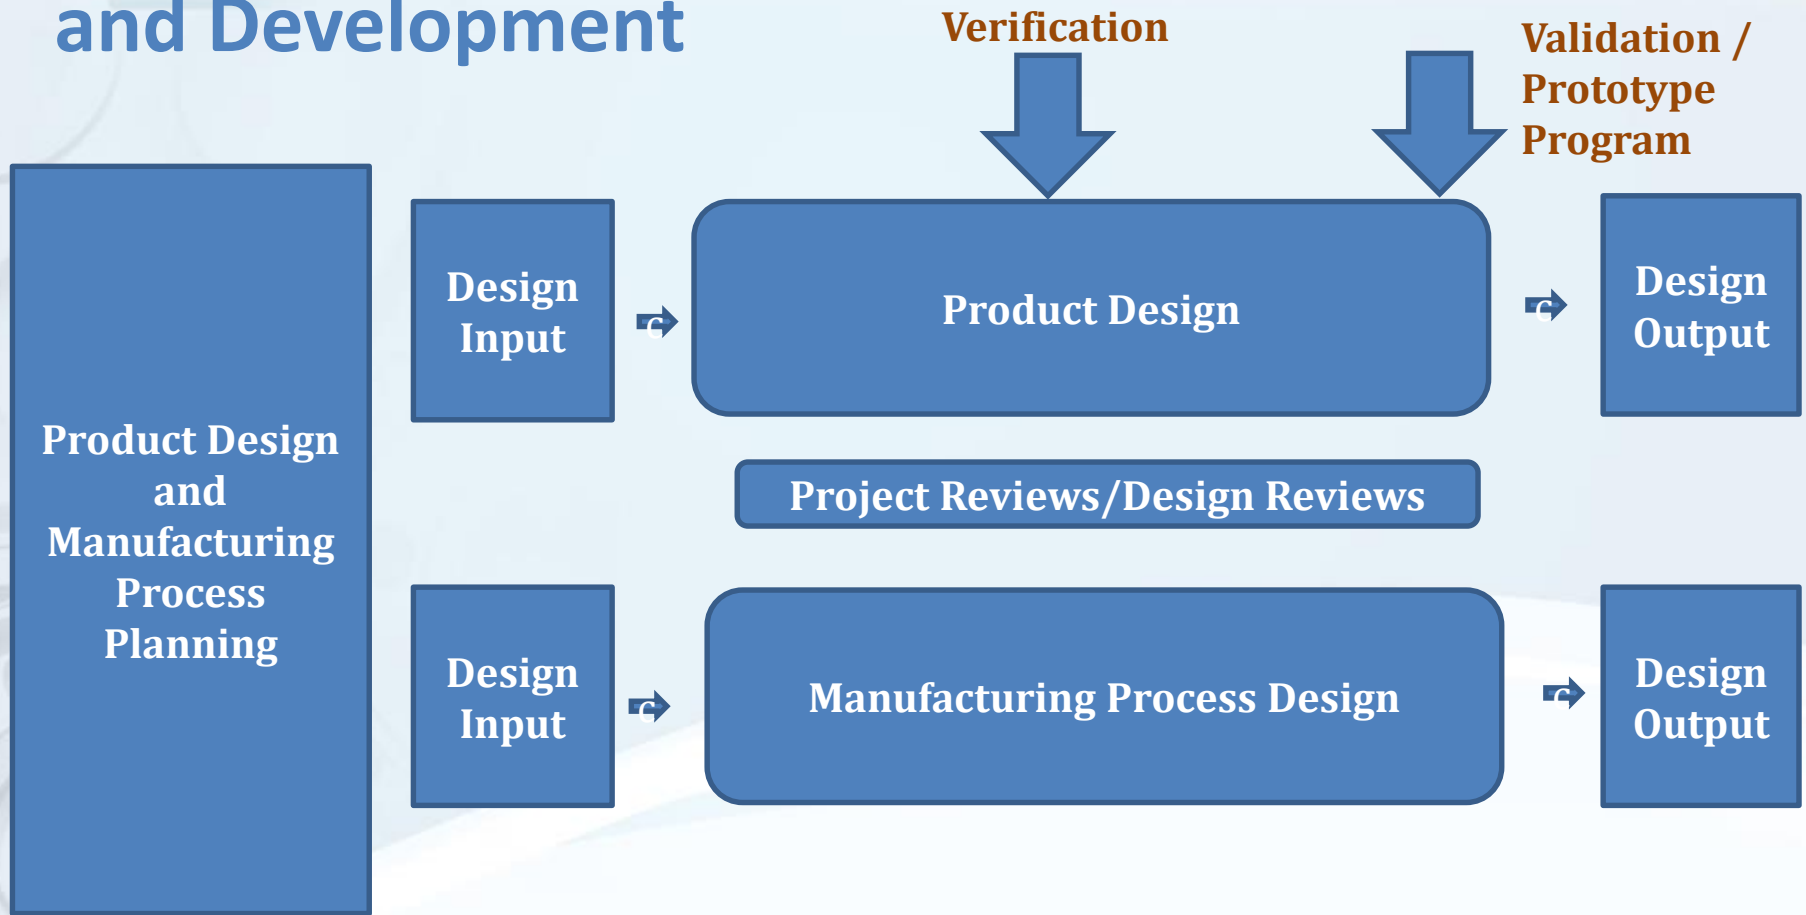 and Development
Verification
Validation /
Prototype
Program
Product Design
and
Manufacturing
Process
Planning
Design
Input
c
Product Design
c
Design
Output
Project Reviews/Design Reviews
Design
Input
c
Manufacturing Process Design
c
Design
Output